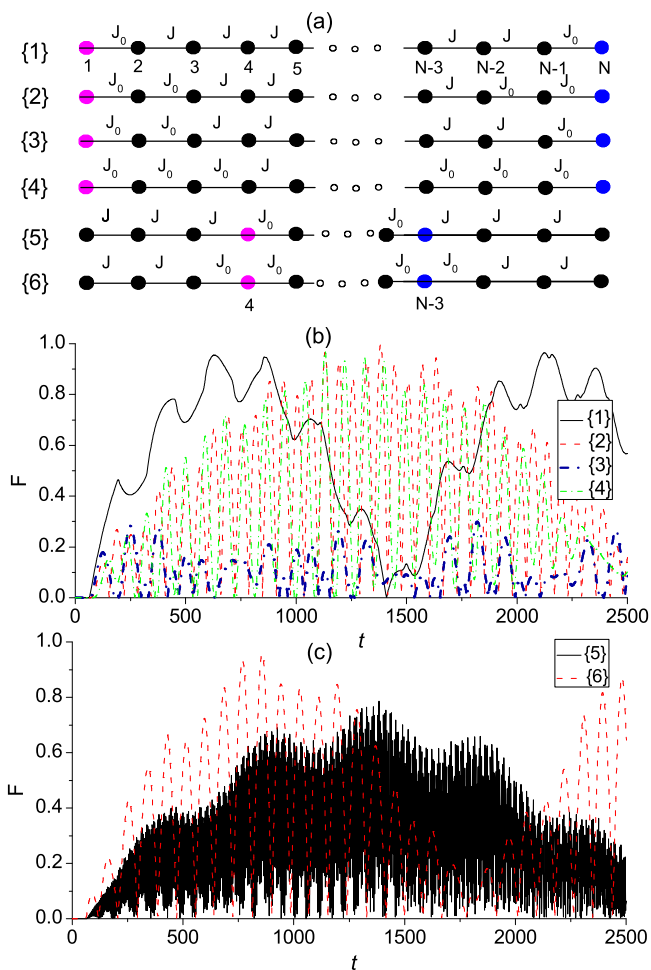 (a)
{1} J₀ J J J J J J₀
1 2 3 4 5 N-3 N-2 N-1 N
{2} J₀ J₀ J J J J₀ J₀
{3} J₀ J₀ J J J J J₀
{4} J₀ J₀ J₀ J J₀ J₀ J₀
{5} J J J J₀ J₀ J J J
{6} J J J₀ J₀ J₀ J₀ J J
4 N-3
(b)
1.0
0.8
0.6
0.4
0.2
0.0
F
{1}
{2}
{3}
{4}
0 500 1000 1500 2000 2500
t
(c)
1.0
0.8
0.6
0.4
0.2
0.0
F
{5}
{6}
0 500 1000 1500 2000 2500
t